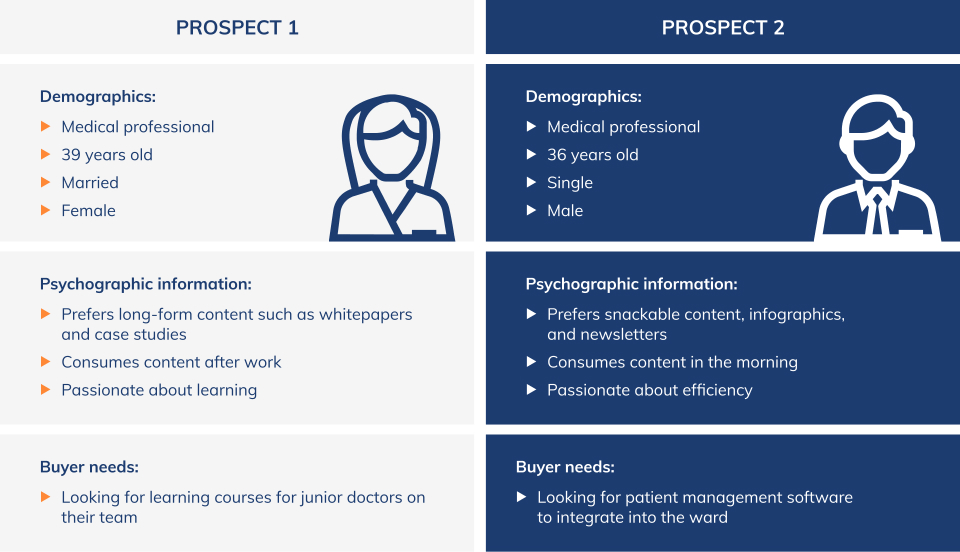 PROSPECT 1
Demographics:
Medical professional
39 years old
Married
Female
Psychographic information:
Prefers long-form content such as whitepapers
and case studies
Consumes content after work
Passionate about learning
Buyer needs:
Looking for learning courses for junior doctors on
their team
PROSPECT 2
Demographics:
Medical professional
36 years old
Single
Male
Psychographic information:
Prefers snackable content, infographics,
and newsletters
Consumes content in the morning
Passionate about efficiency
Buyer needs:
Looking for patient management software
to integrate into the ward